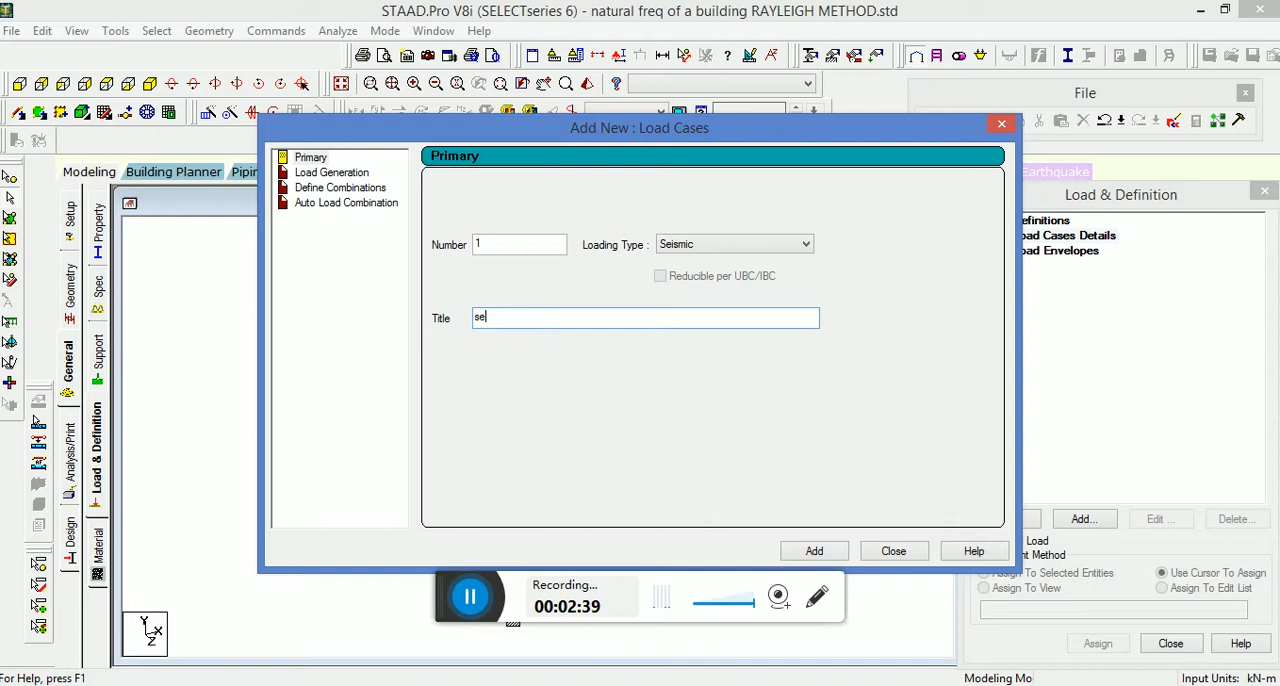 STAAD.Pro V8i (SELECTseries 6) - natural freq of a building RAYLEIGH METHOD.std
File Edit View Tools Select Geometry Commands Analyze Mode Window Help
File
Add New : Load Cases
Modeling Building Planner Pipi
Earthquake
Primary
Load Generation
Define Combinations
Auto Load Combination
Primary
Number 1 Loading Type : Seismic
Reducible per UBC/IBC
Title se
Add Close Help
Load & Definition
efinitions
oad Cases Details
oad Envelopes
Add... Edit ... Delete...
Load
nt Method
Assign To Selected Entities Use Cursor To Assign
Assign To View Assign To Edit List
Assign Close Help
Setup
Geometry
General
Analysis/Print
Design
Property
Spec
Support
Load & Definition
Material
Recording...
00:02:39
Y
X
Z
For Help, press F1 Modeling Mo Input Units: kN-m